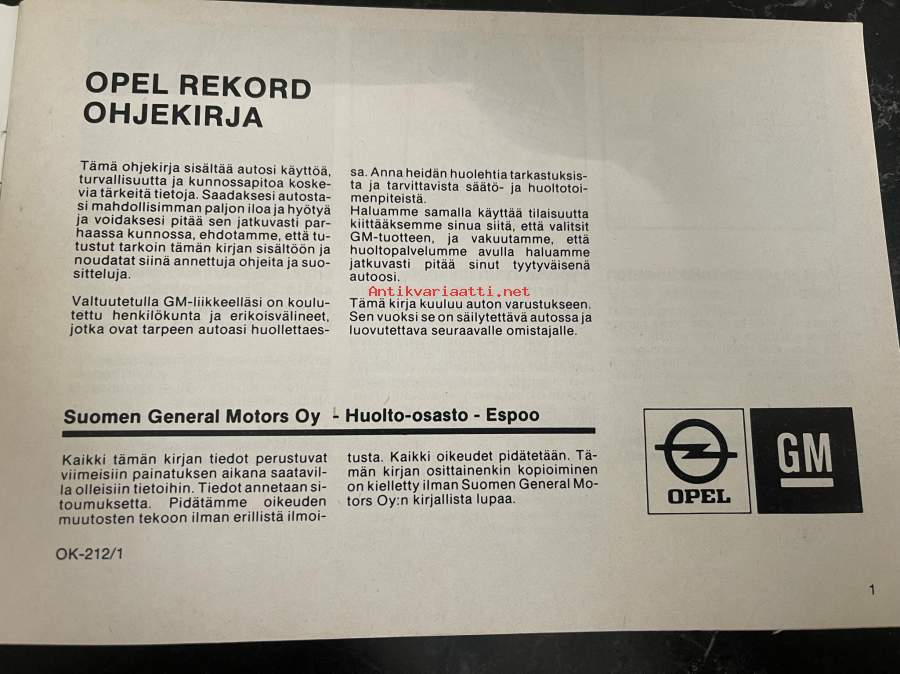 OPEL REKORD
OHJEKIRJA
Tämä ohjekirja sisältää autosi käyttöä,
turvallisuutta ja kunnossapitoa koske-
via tärkeitä tietoja. Saadaksesi autosta-
si mahdollisimman paljon iloa ja hyötyä
ja voidaksesi pitää sen jatkuvasti par-
haassa kunnossa, ehdotamme, että tu-
tustut tarkoin tämän kirjan sisältöön ja
noudatat siinä annettuja ohjeita ja suo-
sitteluja.
Valtuutetulla GM-liikkeelläsi on koulu-
tettu henkilökunta ja erikoisvälineet,
jotka ovat tarpeen autoasi huollettaes-
sa. Anna heidän huolehtia tarkastuksis-
ta ja tarvittavista säätö- ja huoltotoi-
menpiteistä.
Haluamme samalla käyttää tilaisuutta
kiittääksemme sinua siitä, että valitsit
GM-tuotteen, ja vakuutamme, että
huoltopalvelumme avulla haluamme
jatkuvasti pitää sinut tyytyväisenä
autoosi.
Antikvariaatti.net
Tämä kirja kuuluu auton varustukseen.
Sen vuoksi se on säilytettävä autossa ja
luovutettava seuraavalle omistajalle.
Suomen General Motors Oy - Huolto-osasto - Espoo
Kaikki tämän kirjan tiedot perustuvat
viimeisiin painatuksen aikana saatavil-
la olleisiin tietoihin. Tiedot annetaan si-
toumuksetta. Pidätämme oikeuden
muutosten tekoon ilman erillistä ilmoi-
tusta. Kaikki oikeudet pidätetään. Tä-
män kirjan osittainenkin kopioiminen
on kielletty ilman Suomen General Mo-
tors Oy:n kirjallista lupaa.
OPEL
GM
OK-212/1
1